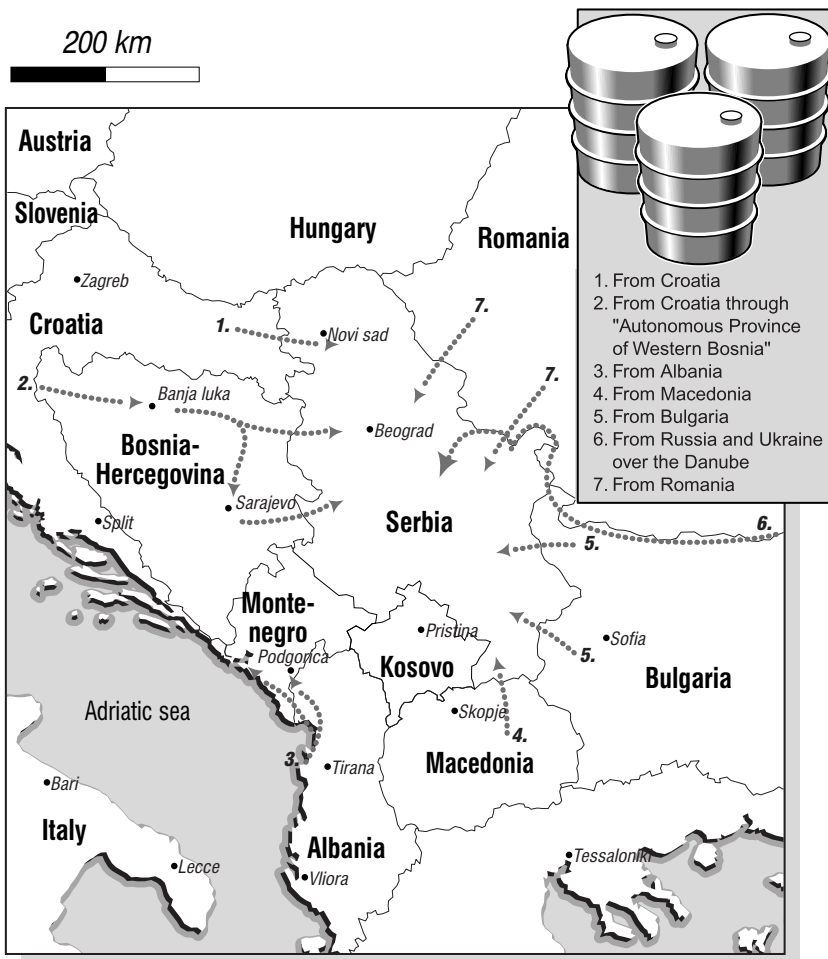 200 km
Austria
Slovenia
Hungary
Romania
Zagreb
Croatia
1.
Novi sad
7.
2.
Banja luka
7.
Beograd
Bosnia-
Hercegovina
Sarajevo
Split
Serbia
6.
5.
Monte-
negro
Pristina
Sofia
Podgorica
Kosovo
5.
Bulgaria
Adriatic sea
Skopje
4.
3.
Tirana
Macedonia
Bari
Italy
Albania
Lecce
Vliora
Tessaloniki
1. From Croatia
2. From Croatia through
"Autonomous Province
of Western Bosnia"
3. From Albania
4. From Macedonia
5. From Bulgaria
6. From Russia and Ukraine
over the Danube
7. From Romania